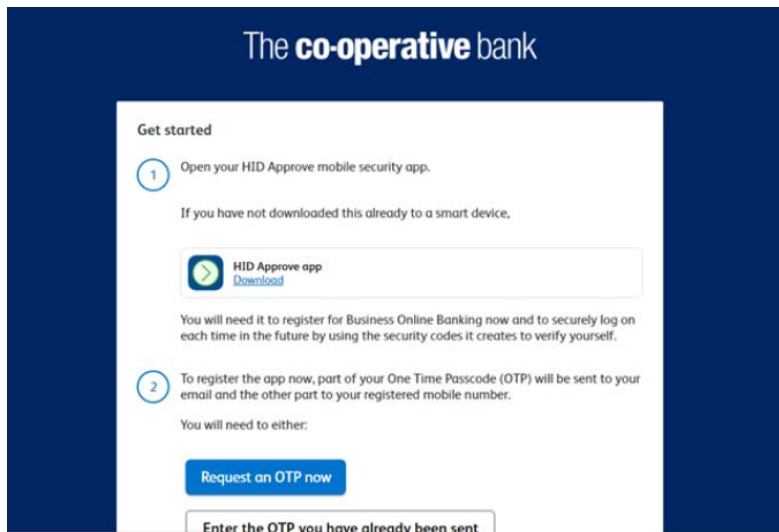 The co-operative bank
Get started
1
Open your HID Approve mobile security app.
If you have not downloaded this already to a smart device,
HID Approve app
Download
You will need it to register for Business Online Banking now and to securely log on
each time in the future by using the security codes it creates to verify yourself.
2
To register the app now, part of your One Time Passcode (OTP) will be sent to your
email and the other part to your registered mobile number.
You will need to either:
Request an OTP now
Enter the OTP you have already been sent